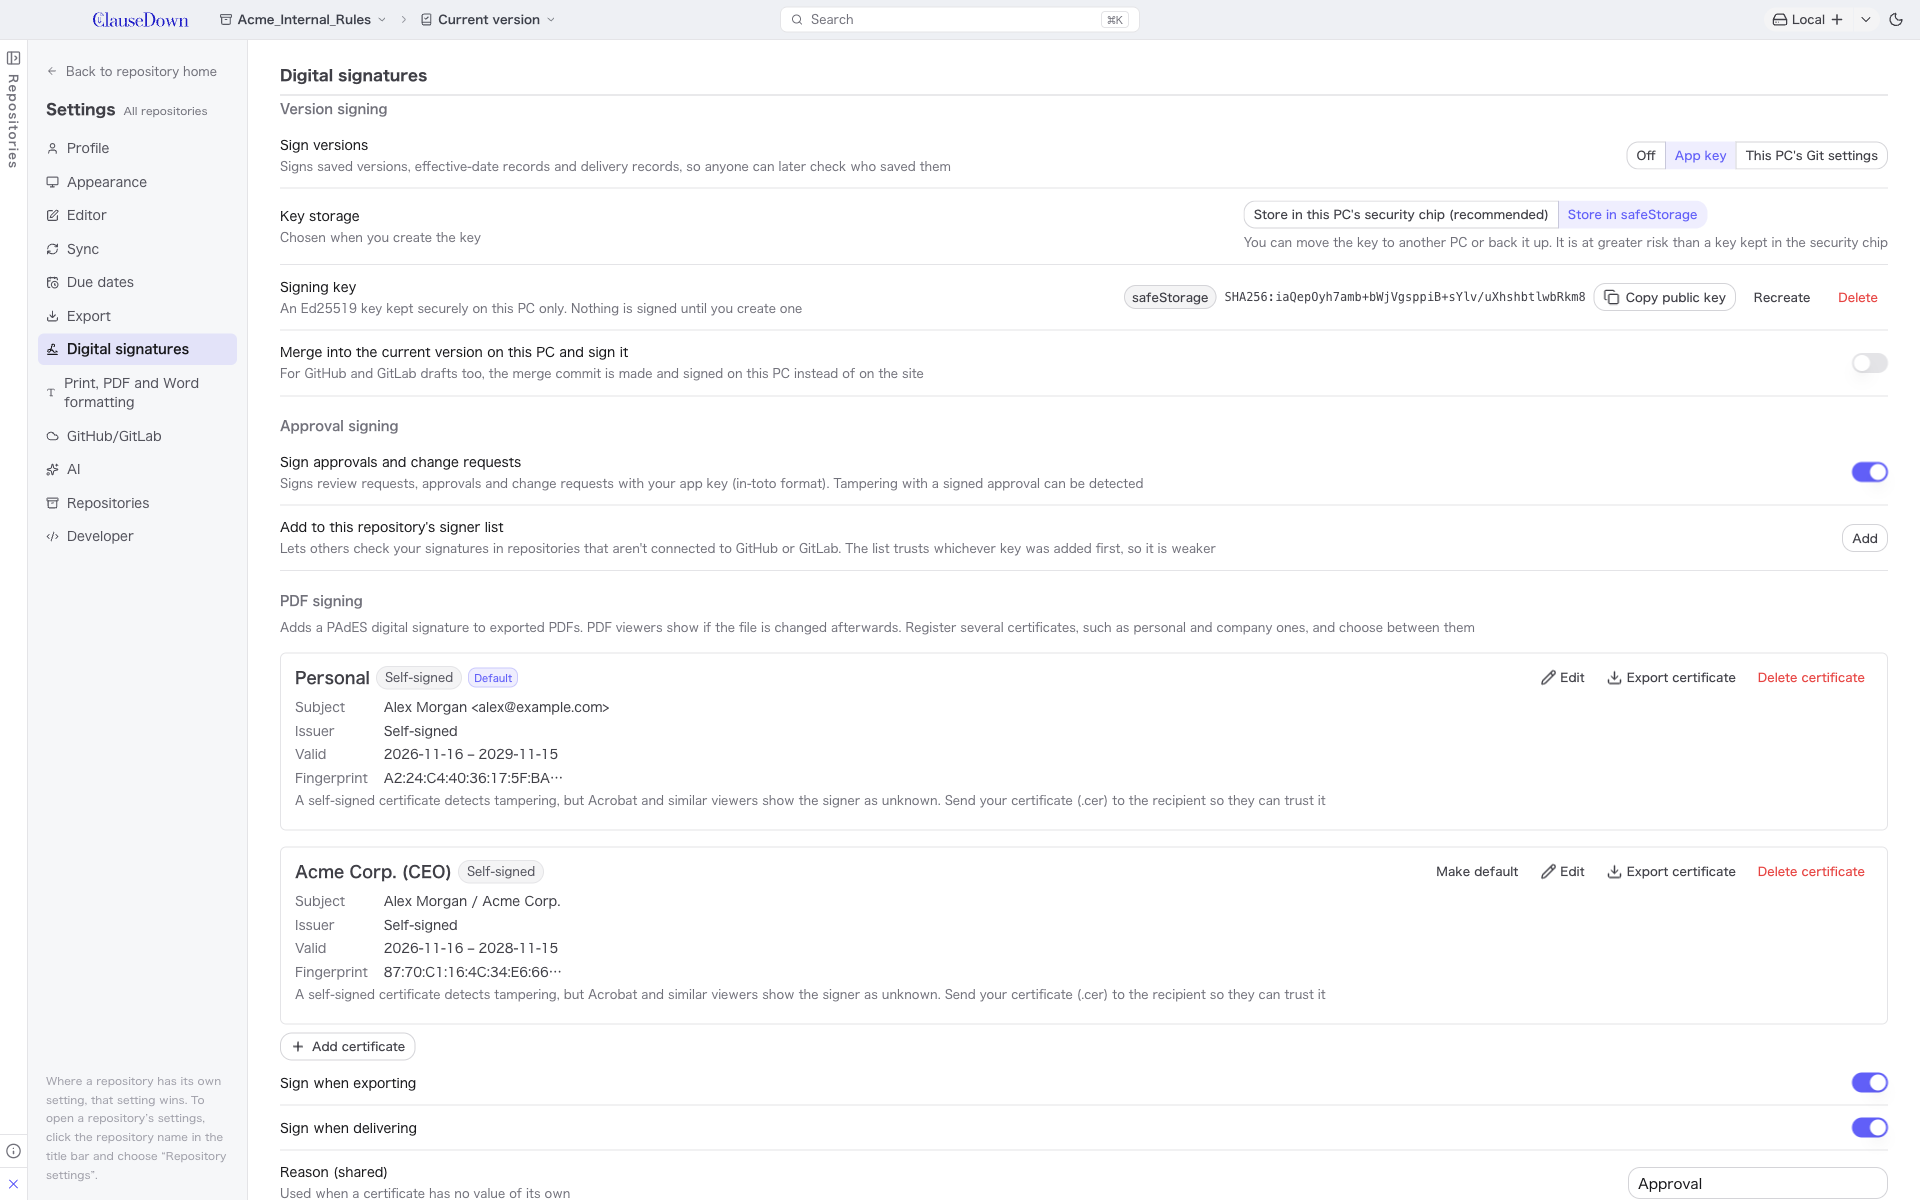 ClauseDown
Acme_Internal_Rules
Current version
Search
⌘K
Local
Repositories
Back to repository home
Settings All repositories
Profile
Appearance
Editor
Sync
Due dates
Export
Digital signatures
Print, PDF and Word
formatting
GitHub/GitLab
AI
Repositories
Developer
Where a repository has its own
setting, that setting wins. To
open a repository's settings,
click the repository name in the
title bar and choose “Repository
settings”.
Digital signatures
Version signing
Sign versions
Signs saved versions, effective-date records and delivery records, so anyone can later check who saved them
Off App key This PC's Git settings
Key storage
Chosen when you create the key
Store in this PC's security chip (recommended) Store in safeStorage
You can move the key to another PC or back it up. It is at greater risk than a key kept in the security chip
Signing key
An Ed25519 key kept securely on this PC only. Nothing is signed until you create one
safeStorage SHA256:iaQepOyh7amb+bWjVgsppiB+sYlv/uXhshbtlwbRkm8 Copy public key Recreate Delete
Merge into the current version on this PC and sign it
For GitHub and GitLab drafts too, the merge commit is made and signed on this PC instead of on the site
Approval signing
Sign approvals and change requests
Signs review requests, approvals and change requests with your app key (in-toto format). Tampering with a signed approval can be detected
Add to this repository's signer list
Lets others check your signatures in repositories that aren't connected to GitHub or GitLab. The list trusts whichever key was added first, so it is weaker
Add
PDF signing
Adds a PAdES digital signature to exported PDFs. PDF viewers show if the file is changed afterwards. Register several certificates, such as personal and company ones, and choose between them
Personal Self-signed Default Edit Export certificate Delete certificate
Subject Alex Morgan <alex@example.com>
Issuer Self-signed
Valid 2026-11-16 – 2029-11-15
Fingerprint A2:24:C4:40:36:17:5F:BA…
A self-signed certificate detects tampering, but Acrobat and similar viewers show the signer as unknown. Send your certificate (.cer) to the recipient so they can trust it
Acme Corp. (CEO) Self-signed Make default Edit Export certificate Delete certificate
Subject Alex Morgan / Acme Corp.
Issuer Self-signed
Valid 2026-11-16 – 2028-11-15
Fingerprint 87:70:C1:16:4C:34:E6:66…
A self-signed certificate detects tampering, but Acrobat and similar viewers show the signer as unknown. Send your certificate (.cer) to the recipient so they can trust it
Add certificate
Sign when exporting
Sign when delivering
Reason (shared)
Used when a certificate has no value of its own
Approval